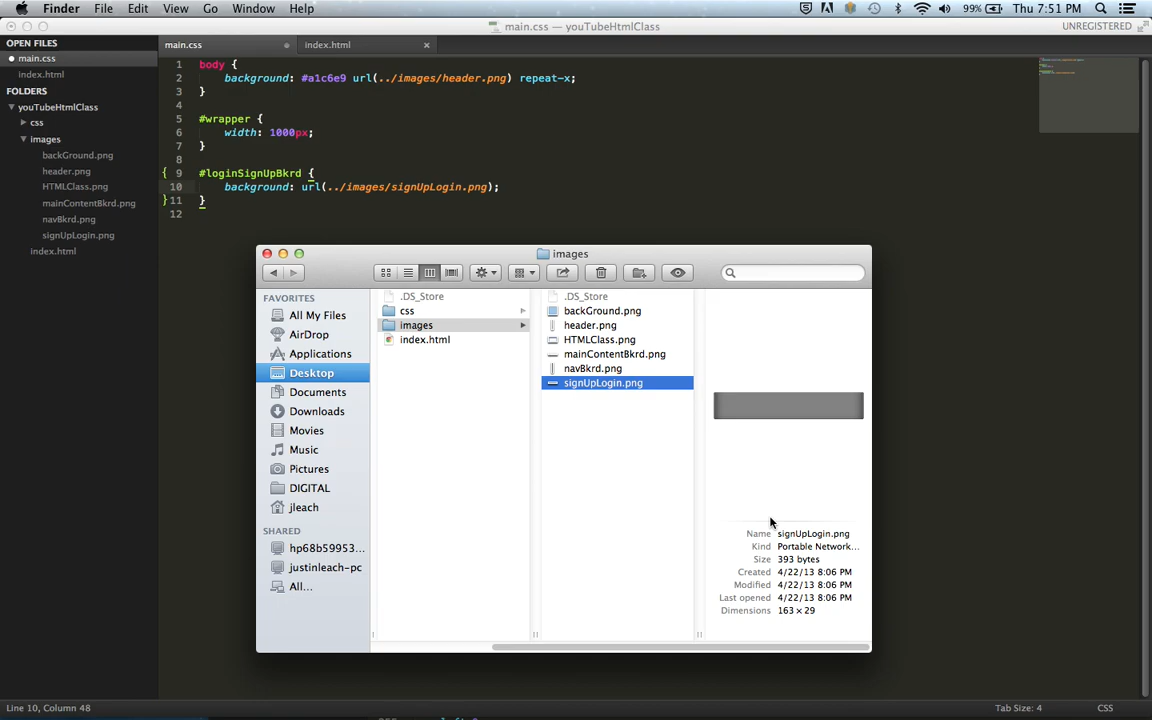 Finder File Edit View Go Window Help 99% Thu 7:51 PM
main.css — youTubeHtmlClass UNREGISTERED
OPEN FILES
main.css
index.html
FOLDERS
youTubeHtmlClass
css
images
backGround.png
header.png
HTMLClass.png
mainContentBkrd.png
navBkrd.png
signUpLogin.png
index.html
main.css index.html
1 body {
2 background: #a1c6e9 url(../images/header.png) repeat-x;
3 }
4
5 #wrapper {
6 width: 1000px;
7 }
8
9 #loginSignUpBkrd {
10 background: url(../images/signUpLogin.png);
11 }
12
images
FAVORITES
All My Files
AirDrop
Applications
Desktop
Documents
Downloads
Movies
Music
Pictures
DIGITAL
jleach
SHARED
hp68b59953...
justinleach-pc
All...
.DS_Store
css
images
index.html
.DS_Store
backGround.png
header.png
HTMLClass.png
mainContentBkrd.png
navBkrd.png
signUpLogin.png
Name signUpLogin.png
Kind Portable Network...
Size 393 bytes
Created 4/22/13 8:06 PM
Modified 4/22/13 8:06 PM
Last opened 4/22/13 8:06 PM
Dimensions 163 × 29
Line 10, Column 48 Tab Size: 4 CSS